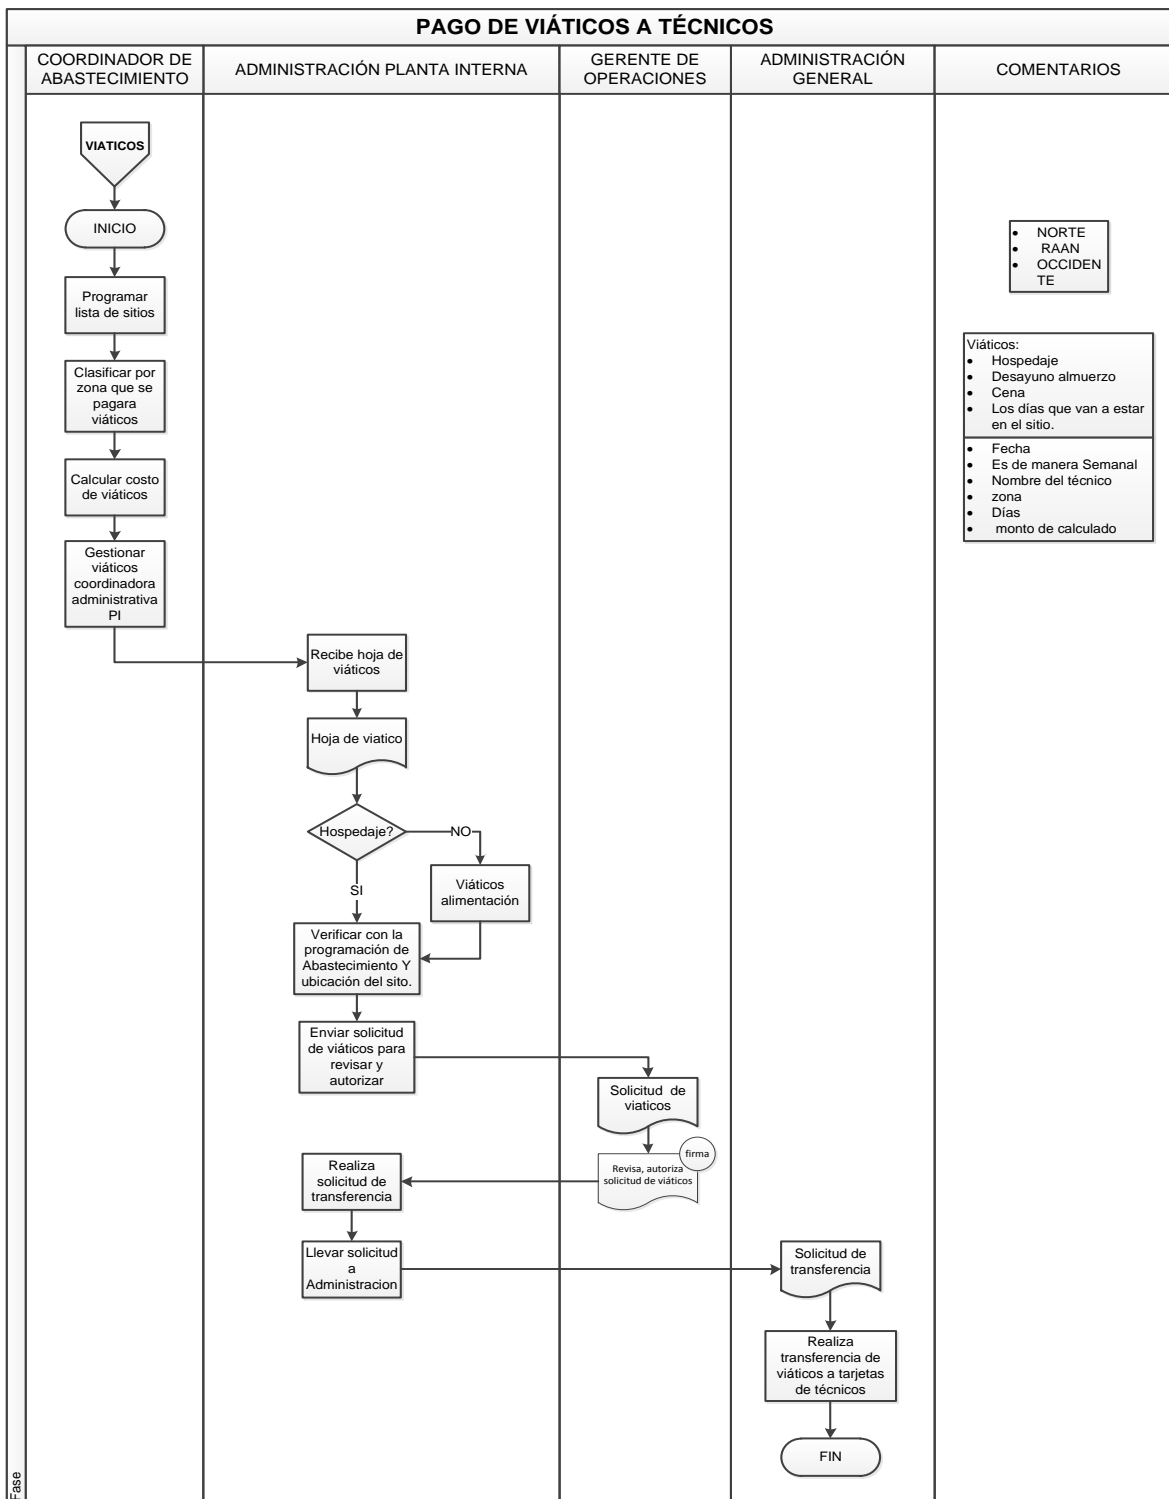 PAGO DE VIÁTICOS A TÉCNICOS
COORDINADOR DE
ABASTECIMIENTO
ADMINISTRACIÓN PLANTA INTERNA
GERENTE DE
OPERACIONES
ADMINISTRACIÓN
GENERAL
COMENTARIOS
VIATICOS
INICIO
Programar
lista de sitios
Clasificar por
zona que se
pagara
viáticos
Calcular costo
de viáticos
Gestionar
viáticos
coordinadora
administrativa
PI
• NORTE
• RAAN
• OCCIDEN
TE
Viáticos:
• Hospedaje
• Desayuno almuerzo
• Cena
• Los días que van a estar
en el sitio.
• Fecha
• Es de manera Semanal
• Nombre del técnico
• zona
• Días
• monto de calculado
Recibe hoja de
viáticos
Hoja de viatico
Hospedaje?
NO
SI
Viáticos
alimentación
Verificar con la
programación de
Abastecimiento Y
ubicación del sito.
Enviar solicitud
de viáticos para
revisar y
autorizar
Solicitud de
viaticos
firma
Revisa, autoriza
solicitud de viáticos
Realiza
solicitud de
transferencia
Llevar solicitud
a
Administracion
Solicitud de
transferencia
Realiza
transferencia de
viáticos a tarjetas
de técnicos
FIN
Fase